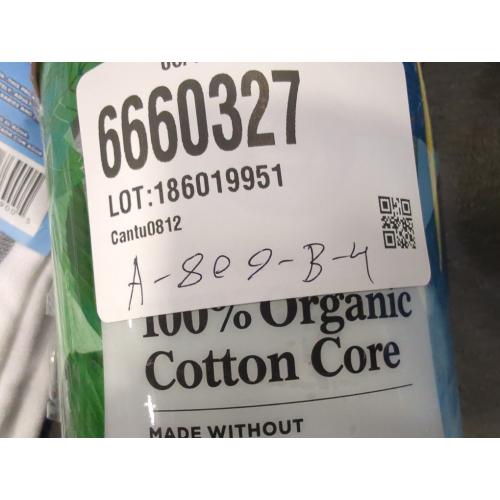 6660327
LOT:186019951
Cantu0812
A-809-B-4
100% Organic
Cotton Core
MADE WITHOUT